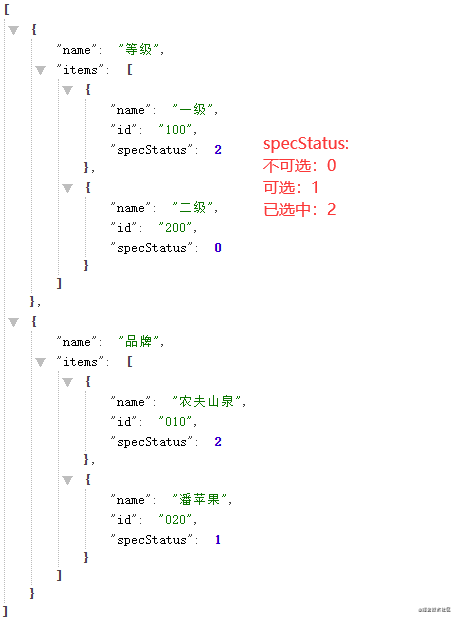 [
{
"name": "等级",
"items": [
{
"name": "一级",
"id": "100",
"specStatus": 2
},
{
"name": "二级",
"id": "200",
"specStatus": 0
}
]
},
{
"name": "品牌",
"items": [
{
"name": "农夫山泉",
"id": "010",
"specStatus": 2
},
{
"name": "潘苹果",
"id": "020",
"specStatus": 1
}
]
}
]
specStatus:
不可选：0
可选：1
已选中：2